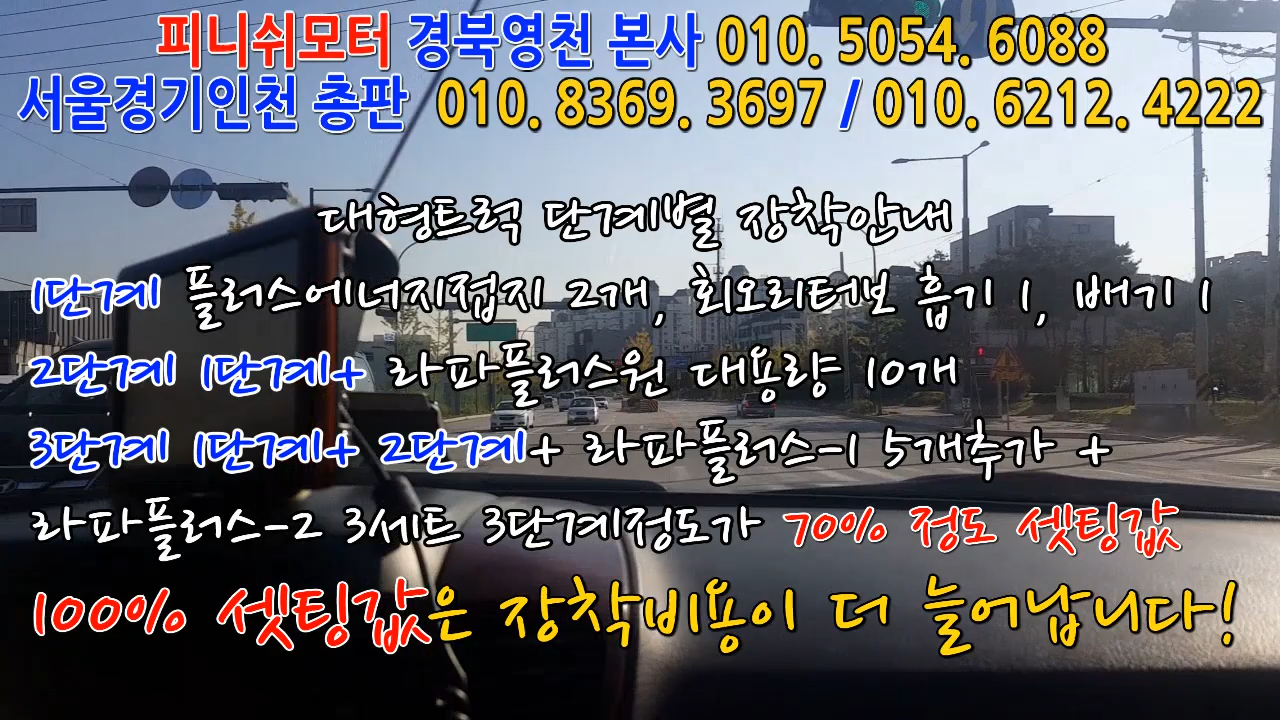 피니쉬모터 경북영천 본사 010. 5054. 6088
서울경기인천 총판 010. 8369. 3697 / 010. 6212. 4222
대형트럭 단계별 장착안내
1단계 플러스에너지접지 2개, 회오리터보 흡기 1, 배기 1
2단계 1단계+ 라파플러스원 대용량 10개
3단계 1단계+ 2단계+ 라파플러스-1 5개추가 +
라파플러스-2 3세트 3단계정도가 70% 정도 셋팅값
100% 셋팅값은 장착비용이 더 늘어납니다!